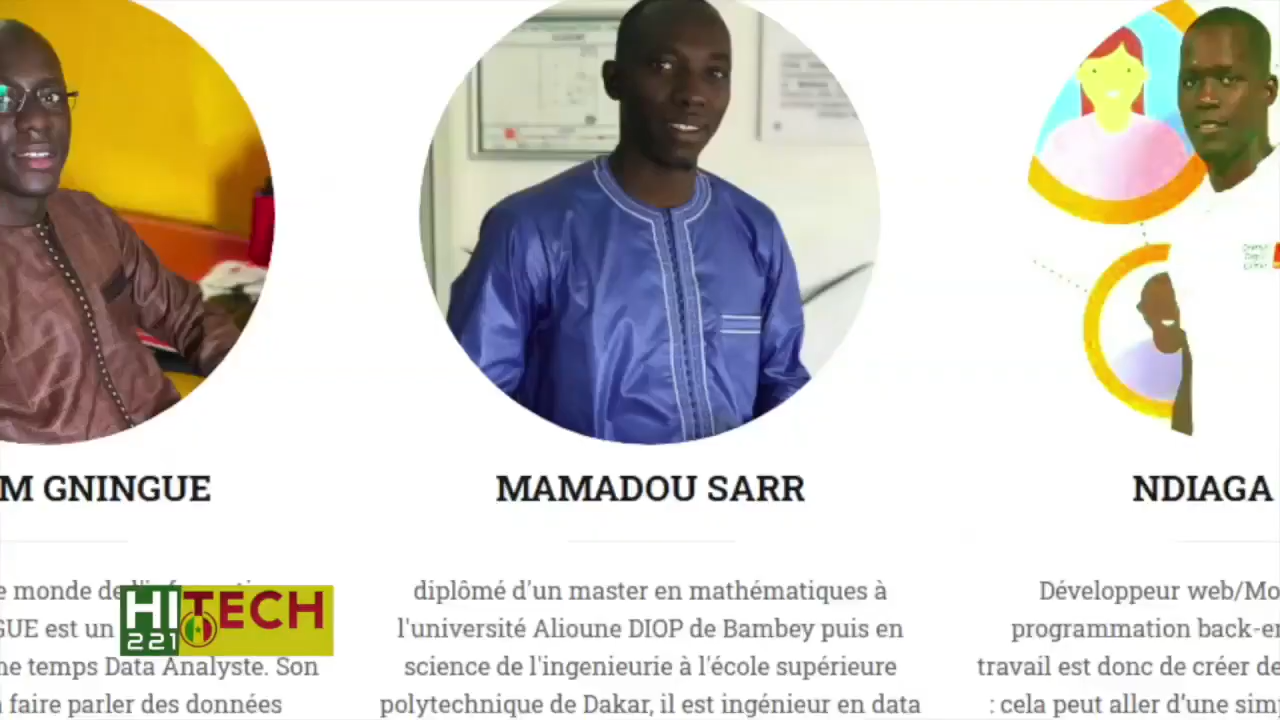 M GNINGUE
MAMADOU SARR
NDIAGA
e monde de
GUE est un
ne temps Data Analyste. Son
faire parler des données
diplômé d'un master en mathématiques à
l'université Alioune DIOP de Bambey puis en
science de l'ingenieurie à l'école supérieure
polytechnique de Dakar, il est ingénieur en data
Développeur web/Mo
programmation back-en
travail est donc de créer de
: cela peut aller d'une sim
HI TECH
221